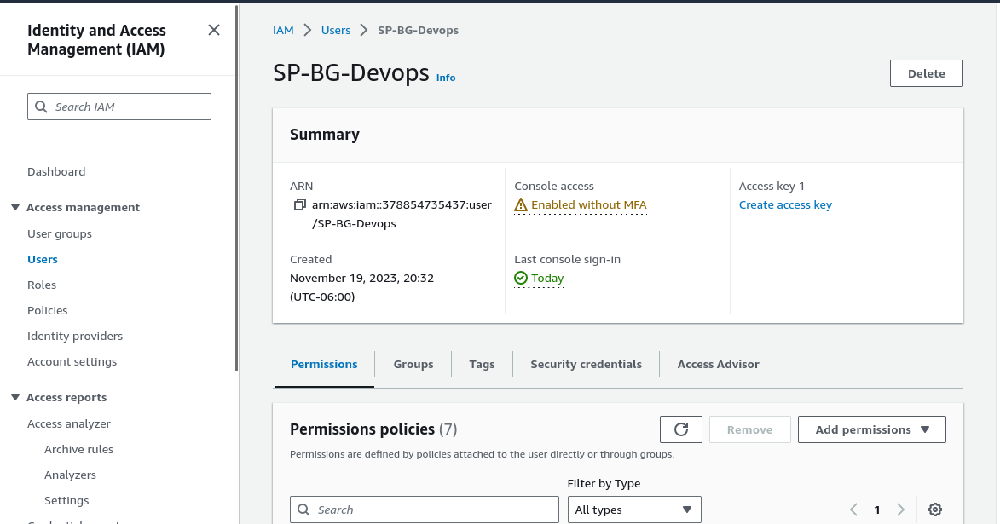 Identity and Access
Management (IAM)
Search IAM
Dashboard
Access management
User groups
Users
Roles
Policies
Identity providers
Account settings
Access reports
Access analyzer
Archive rules
Analyzers
Settings
IAM > Users > SP-BG-Devops
SP-BG-Devops Info
Delete
Summary
ARN
arn:aws:iam::378854735437:user
/SP-BG-Devops
Created
November 19, 2023, 20:32
(UTC-06:00)
Console access
Enabled without MFA
Last console sign-in
Today
Access key 1
Create access key
Permissions
Groups
Tags
Security credentials
Access Advisor
Permissions policies (7)
Remove
Add permissions
Permissions are defined by policies attached to the user directly or through groups.
Filter by Type
Search
All types
1